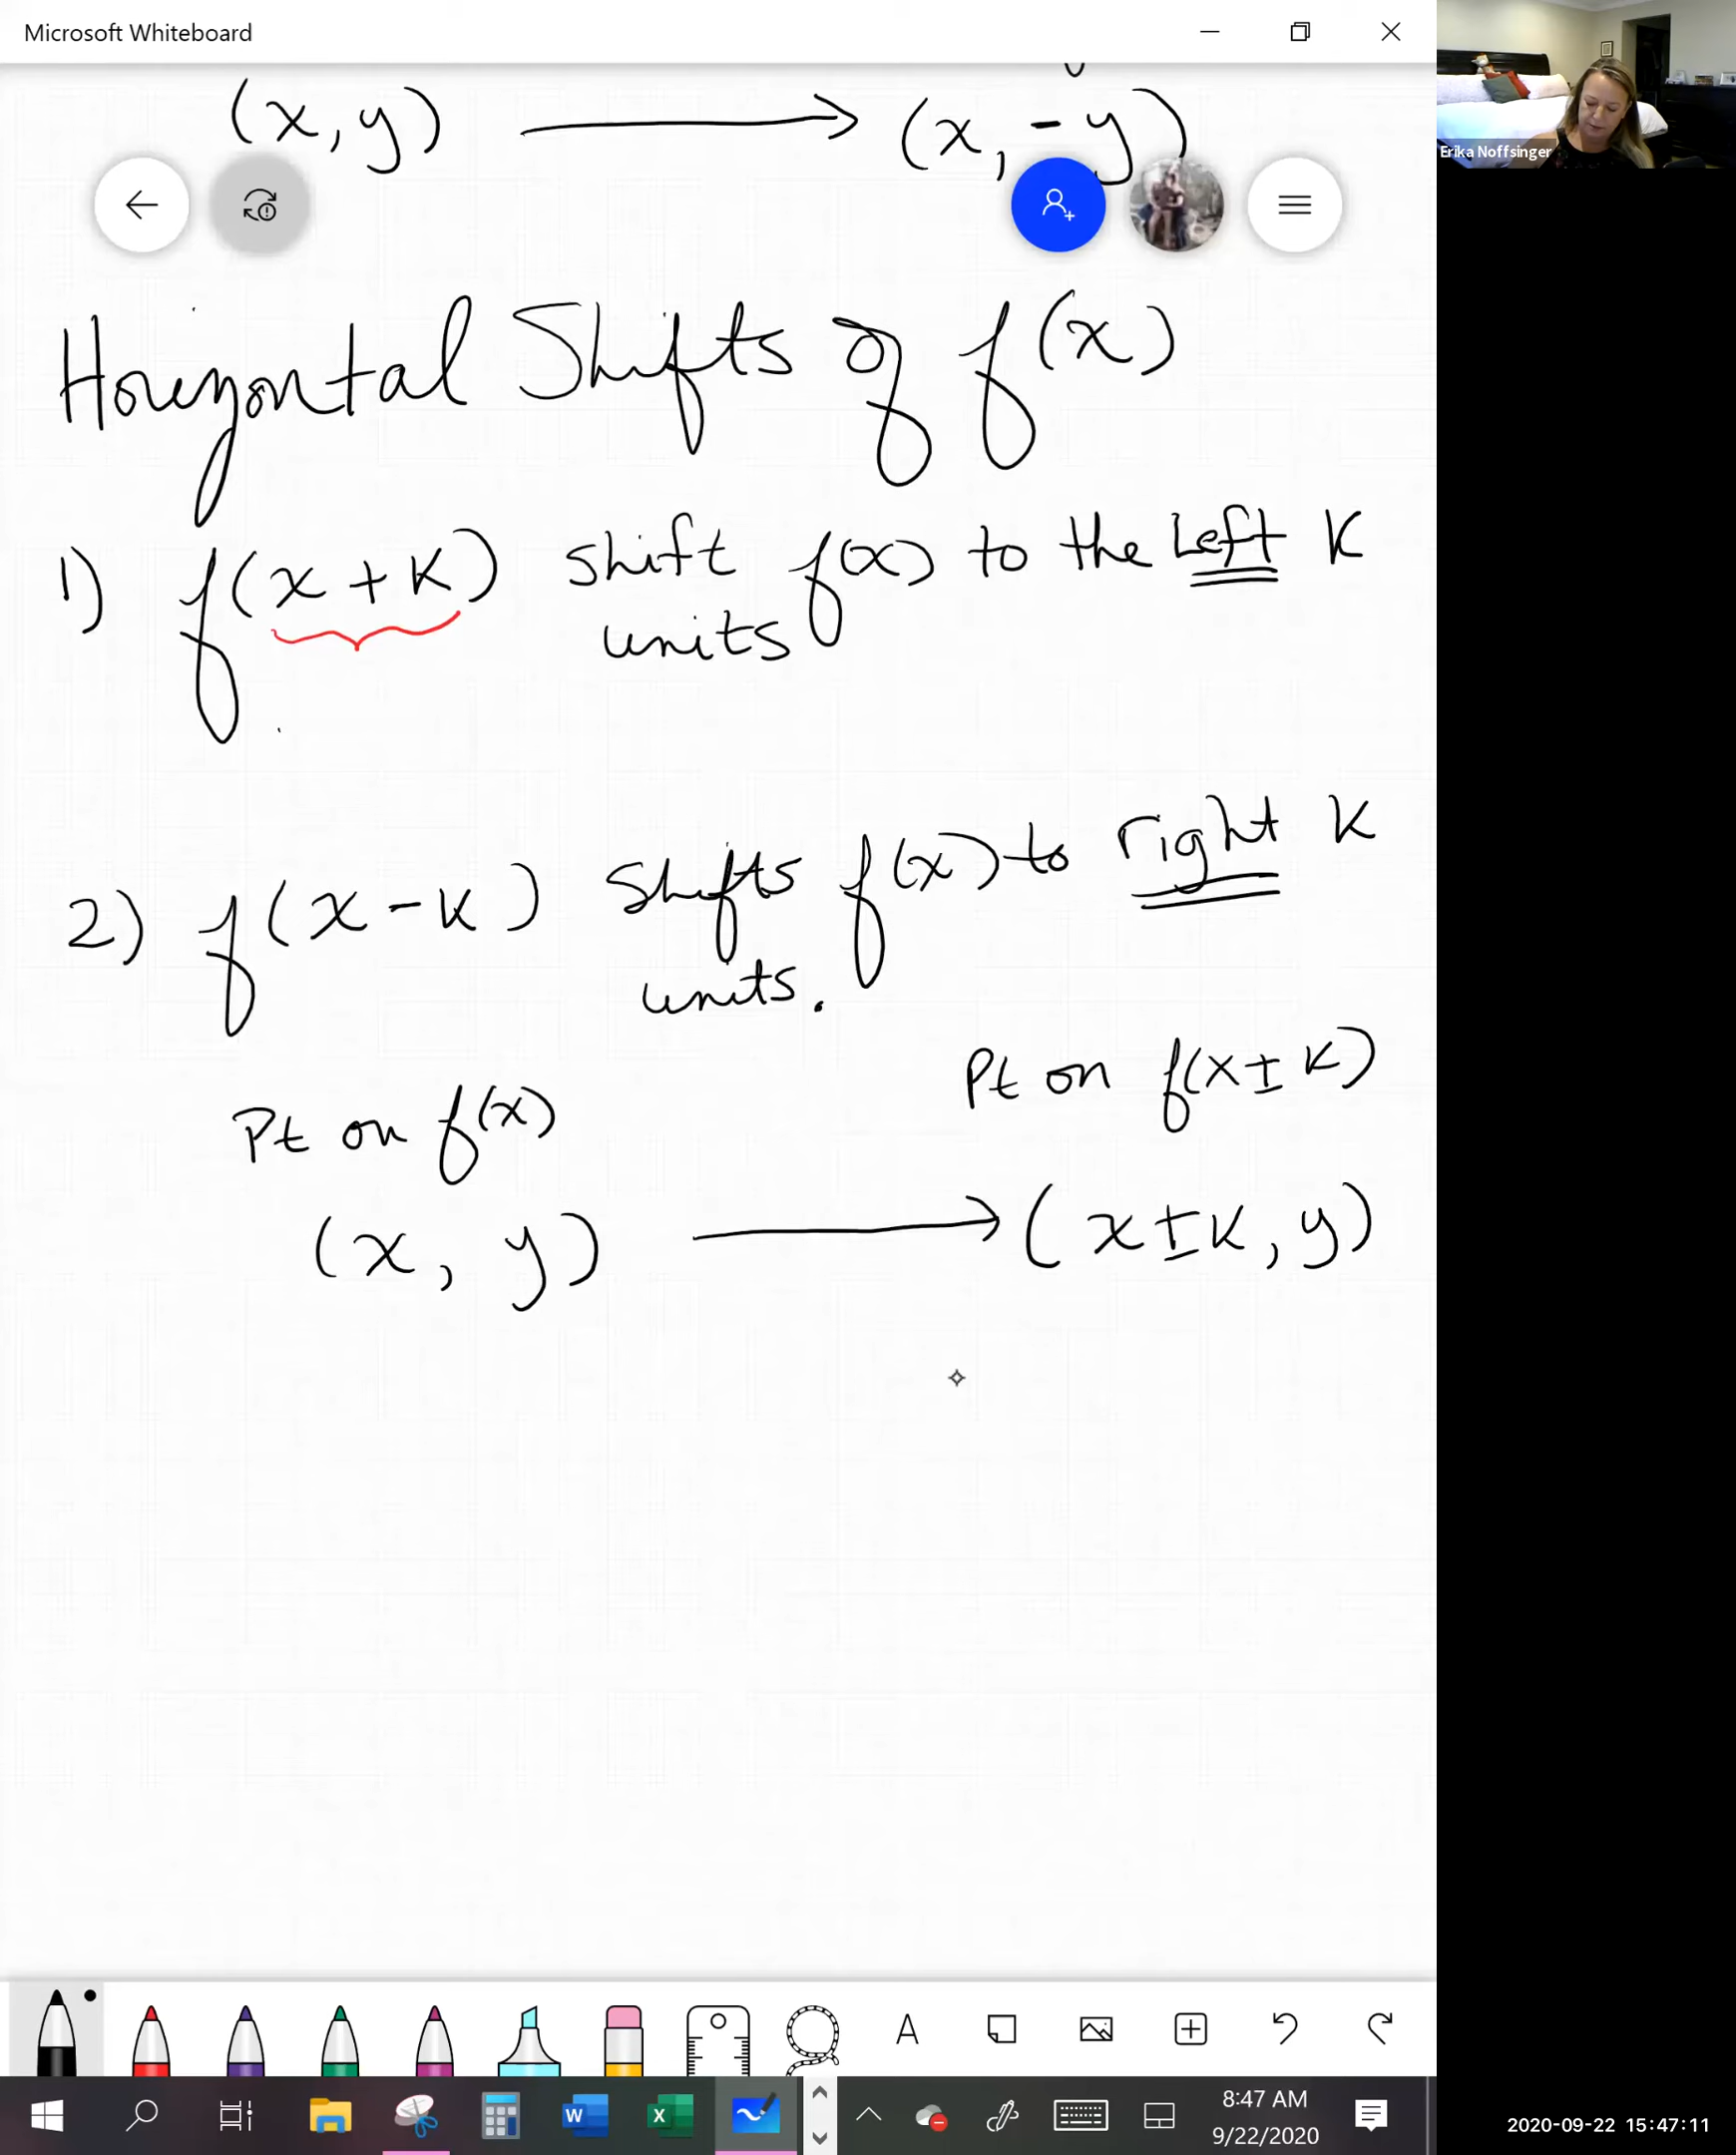 Microsoft Whiteboard
(x, y) → (x, -y)
Erika Noffsinger
Horizontal Shifts of f(x)
1) f(x + K) shift f(x) to the Left K
units
2) f(x - K) shifts f(x) to right K
units.
Pt on f(x) Pt on f(x ± K)
(x, y) → (x ± K, y)
A
W
X
8:47 AM
9/22/2020
2020-09-22 15:47:11